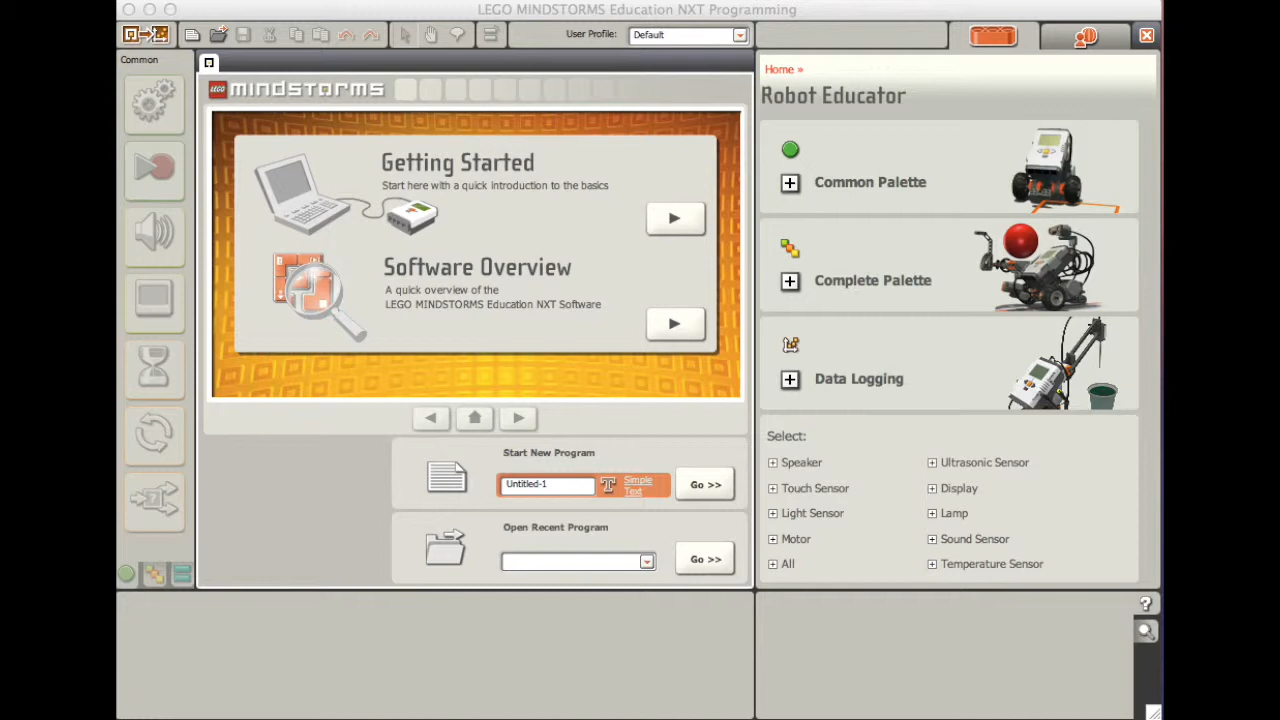 LEGO MINDSTORMS Education NXT Programming
User Profile:
Default
Common
LEGO mindstorms
Getting Started
Start here with a quick introduction to the basics
Software Overview
A quick overview of the
LEGO MINDSTORMS Education NXT Software
Start New Program
Untitled-1
T
Simple
Text
Go >>
Open Recent Program
Go >>
Home »
Robot Educator
Common Palette
Complete Palette
Data Logging
Select:
Speaker
Ultrasonic Sensor
Touch Sensor
Display
Light Sensor
Lamp
Motor
Sound Sensor
All
Temperature Sensor
?